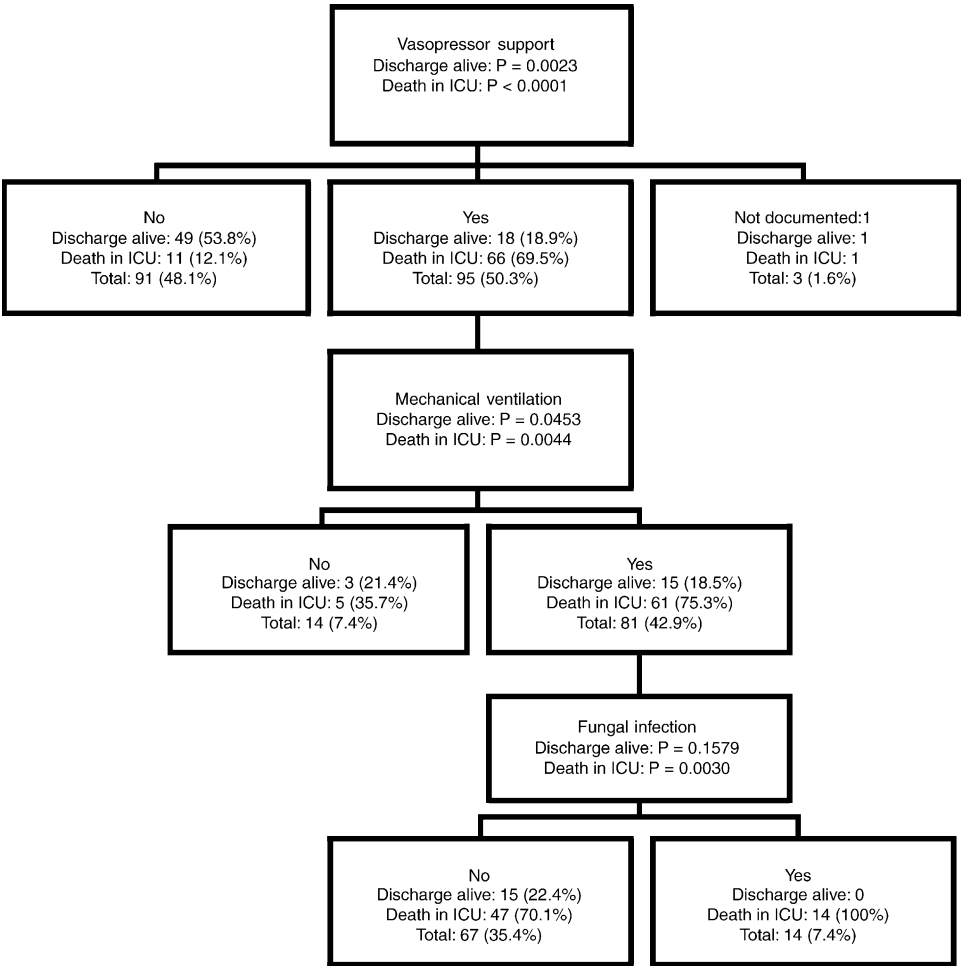 Vasopressor support
Discharge alive: P = 0.0023
Death in ICU: P < 0.0001
No
Discharge alive: 49 (53.8%)
Death in ICU: 11 (12.1%)
Total: 91 (48.1%)
Yes
Discharge alive: 18 (18.9%)
Death in ICU: 66 (69.5%)
Total: 95 (50.3%)
Not documented:1
Discharge alive: 1
Death in ICU: 1
Total: 3 (1.6%)
Mechanical ventilation
Discharge alive: P = 0.0453
Death in ICU: P = 0.0044
No
Discharge alive: 3 (21.4%)
Death in ICU: 5 (35.7%)
Total: 14 (7.4%)
Yes
Discharge alive: 15 (18.5%)
Death in ICU: 61 (75.3%)
Total: 81 (42.9%)
Fungal infection
Discharge alive: P = 0.1579
Death in ICU: P = 0.0030
No
Discharge alive: 15 (22.4%)
Death in ICU: 47 (70.1%)
Total: 67 (35.4%)
Yes
Discharge alive: 0
Death in ICU: 14 (100%)
Total: 14 (7.4%)